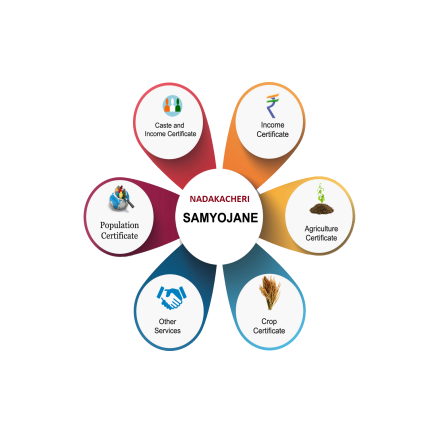 Caste and
Income Certificate
Income
Certificate
Population
Certificate
NADAKACHERI
SAMYOJANE
Agriculture
Certificate
Other
Services
Crop
Certificate